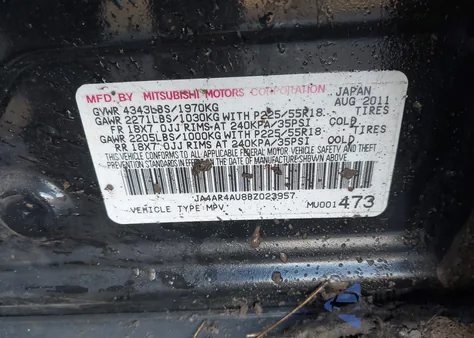 MFD. BY MITSUBISHI MOTORS CORPORATION JAPAN
GVWR 4343LBS/1970KG AUG 2011
GAWR 2271LBS/1030KG WITH P225/55R18 TIRES
FR 18X7.0JJ RIMS AT 240KPA/35PSI COLD
GAWR 2205LBS/1000KG WITH P225/55R18 TIRES
RR 18X7.0JJ RIMS AT 240KPA/35PSI COLD
THIS VEHICLE CONFORMS TO ALL APPLICABLE FEDERAL MOTOR VEHICLE SAFETY, BUMPER AND THEFT
PREVENTION STANDARDS IN EFFECT ON THE DATE OF MANUFACTURE SHOWN ABOVE.
JA4AR4AU8BZ023957
VEHICLE TYPE MPV MU001473